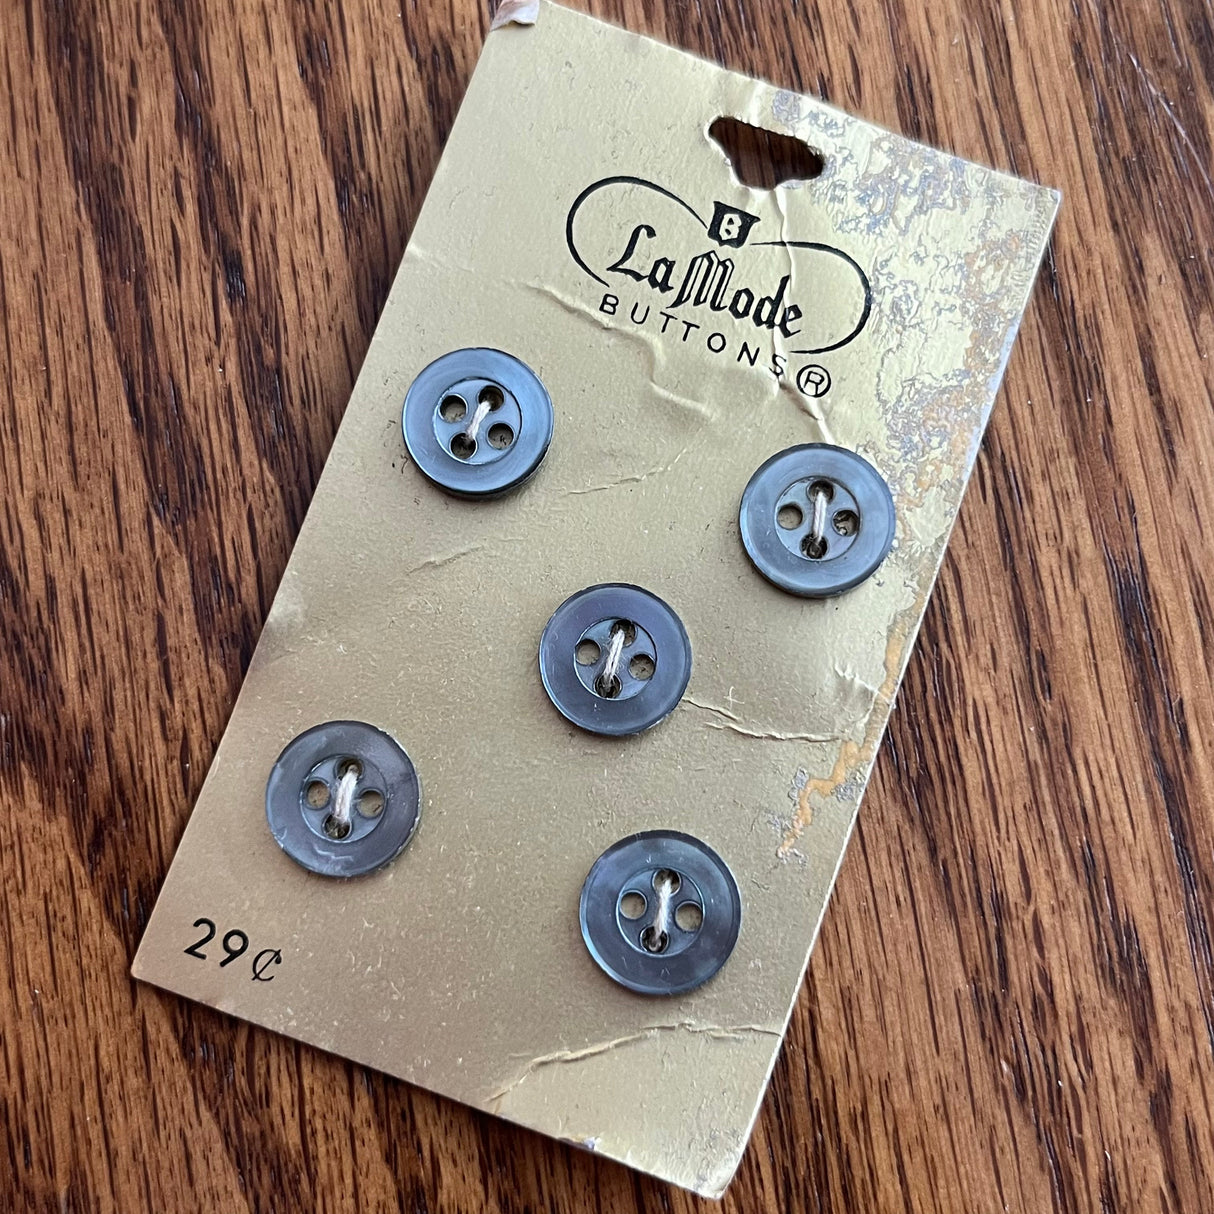 B
La Mode
BUTTONS®
29¢